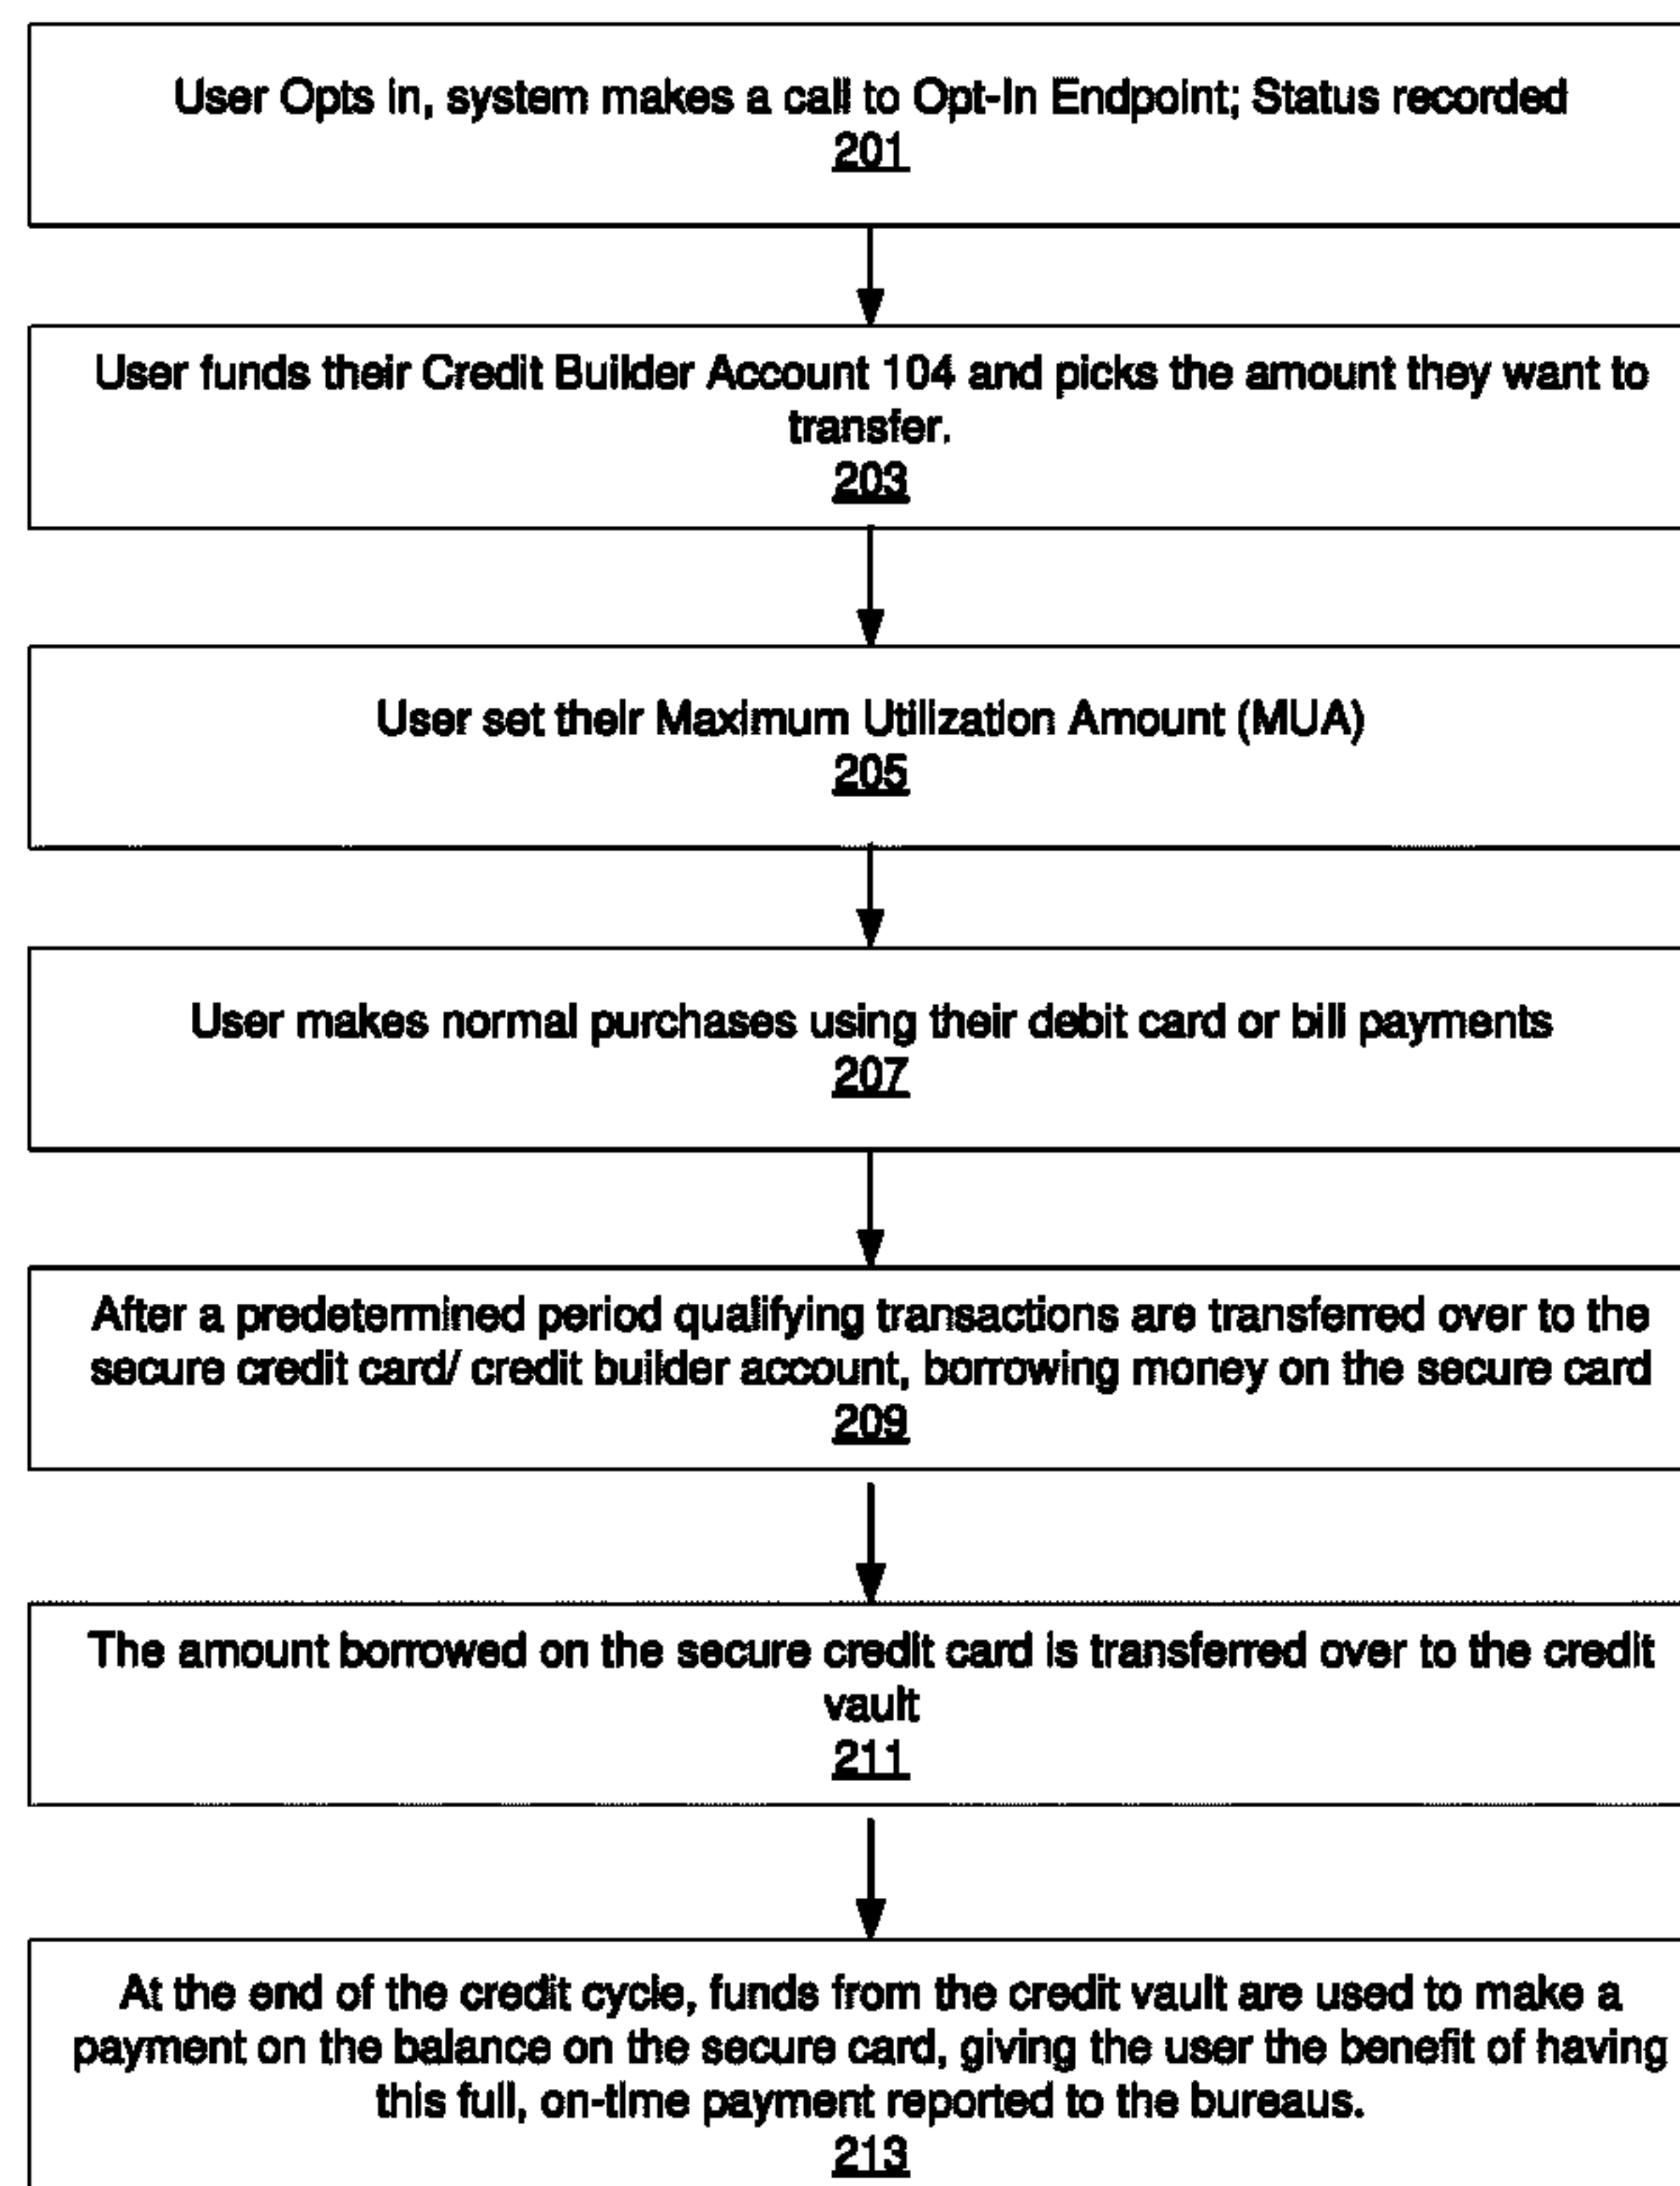 User Opts in, system makes a call to Opt-In Endpoint; Status recorded
201
User funds their Credit Builder Account 104 and picks the amount they want to
transfer.
203
User set their Maximum Utilization Amount (MUA)
205
User makes normal purchases using their debit card or bill payments
207
After a predetermined period qualifying transactions are transferred over to the
secure credit card/ credit builder account, borrowing money on the secure card
209
The amount borrowed on the secure credit card is transferred over to the credit
vault
211
At the end of the credit cycle, funds from the credit vault are used to make a
payment on the balance on the secure card, giving the user the benefit of having
this full, on-time payment reported to the bureaus.
213